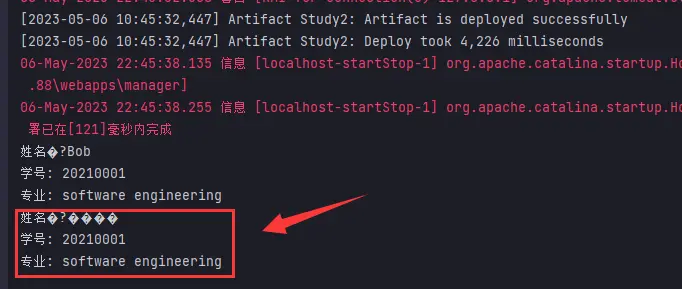 [2023-05-06 10:45:32,447] Artifact Study2: Artifact is deployed successfully
[2023-05-06 10:45:32,447] Artifact Study2: Deploy took 4,226 milliseconds
06-May-2023 22:45:38.135 信息 [localhost-startStop-1] org.apache.catalina.startup.Ho
.88\webapps\manager]
06-May-2023 22:45:38.255 信息 [localhost-startStop-1] org.apache.catalina.startup.Ho
署已在[121]毫秒内完成
姓名�?Bob
学号: 20210001
专业: software engineering
姓名�?����
学号: 20210001
专业: software engineering